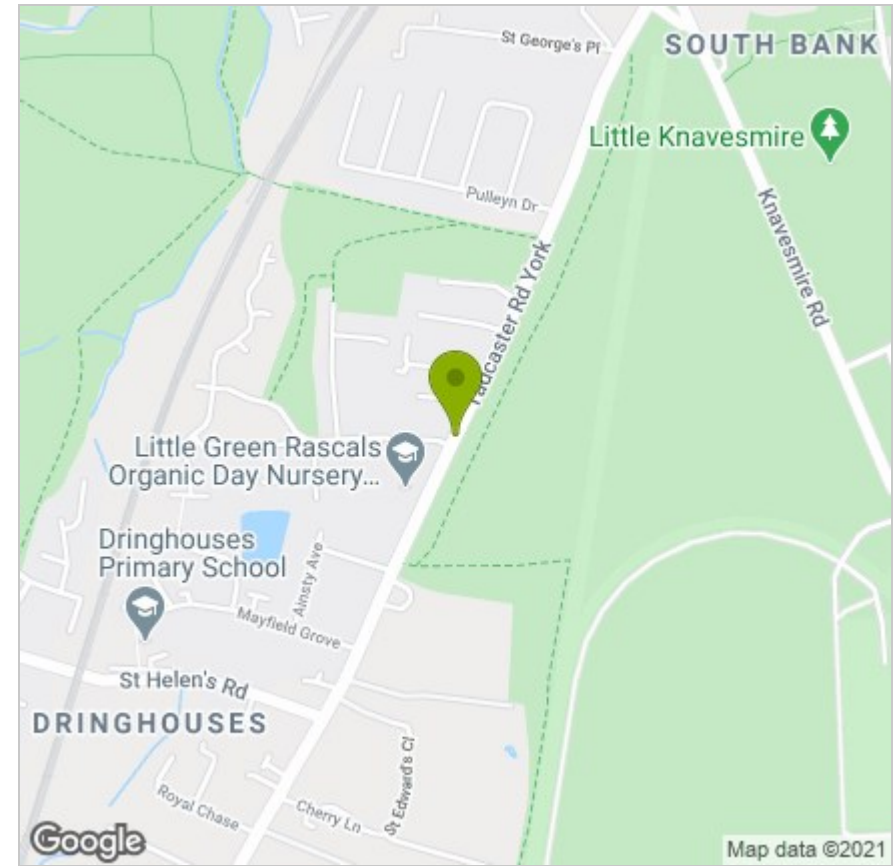 St George's Pl
SOUTH BANK
Little Knavesmire
Pulleyn Dr
Knavesmire Rd
Tadcaster Rd York
Little Green Rascals
Organic Day Nursery...
Dringhouses
Primary School
Ainsty Ave
Mayfield Grove
St Helen's Rd
DRINGHOUSES
St Edward's Cl
Royal Chase
Cherry Ln
Google
Map data ©2021